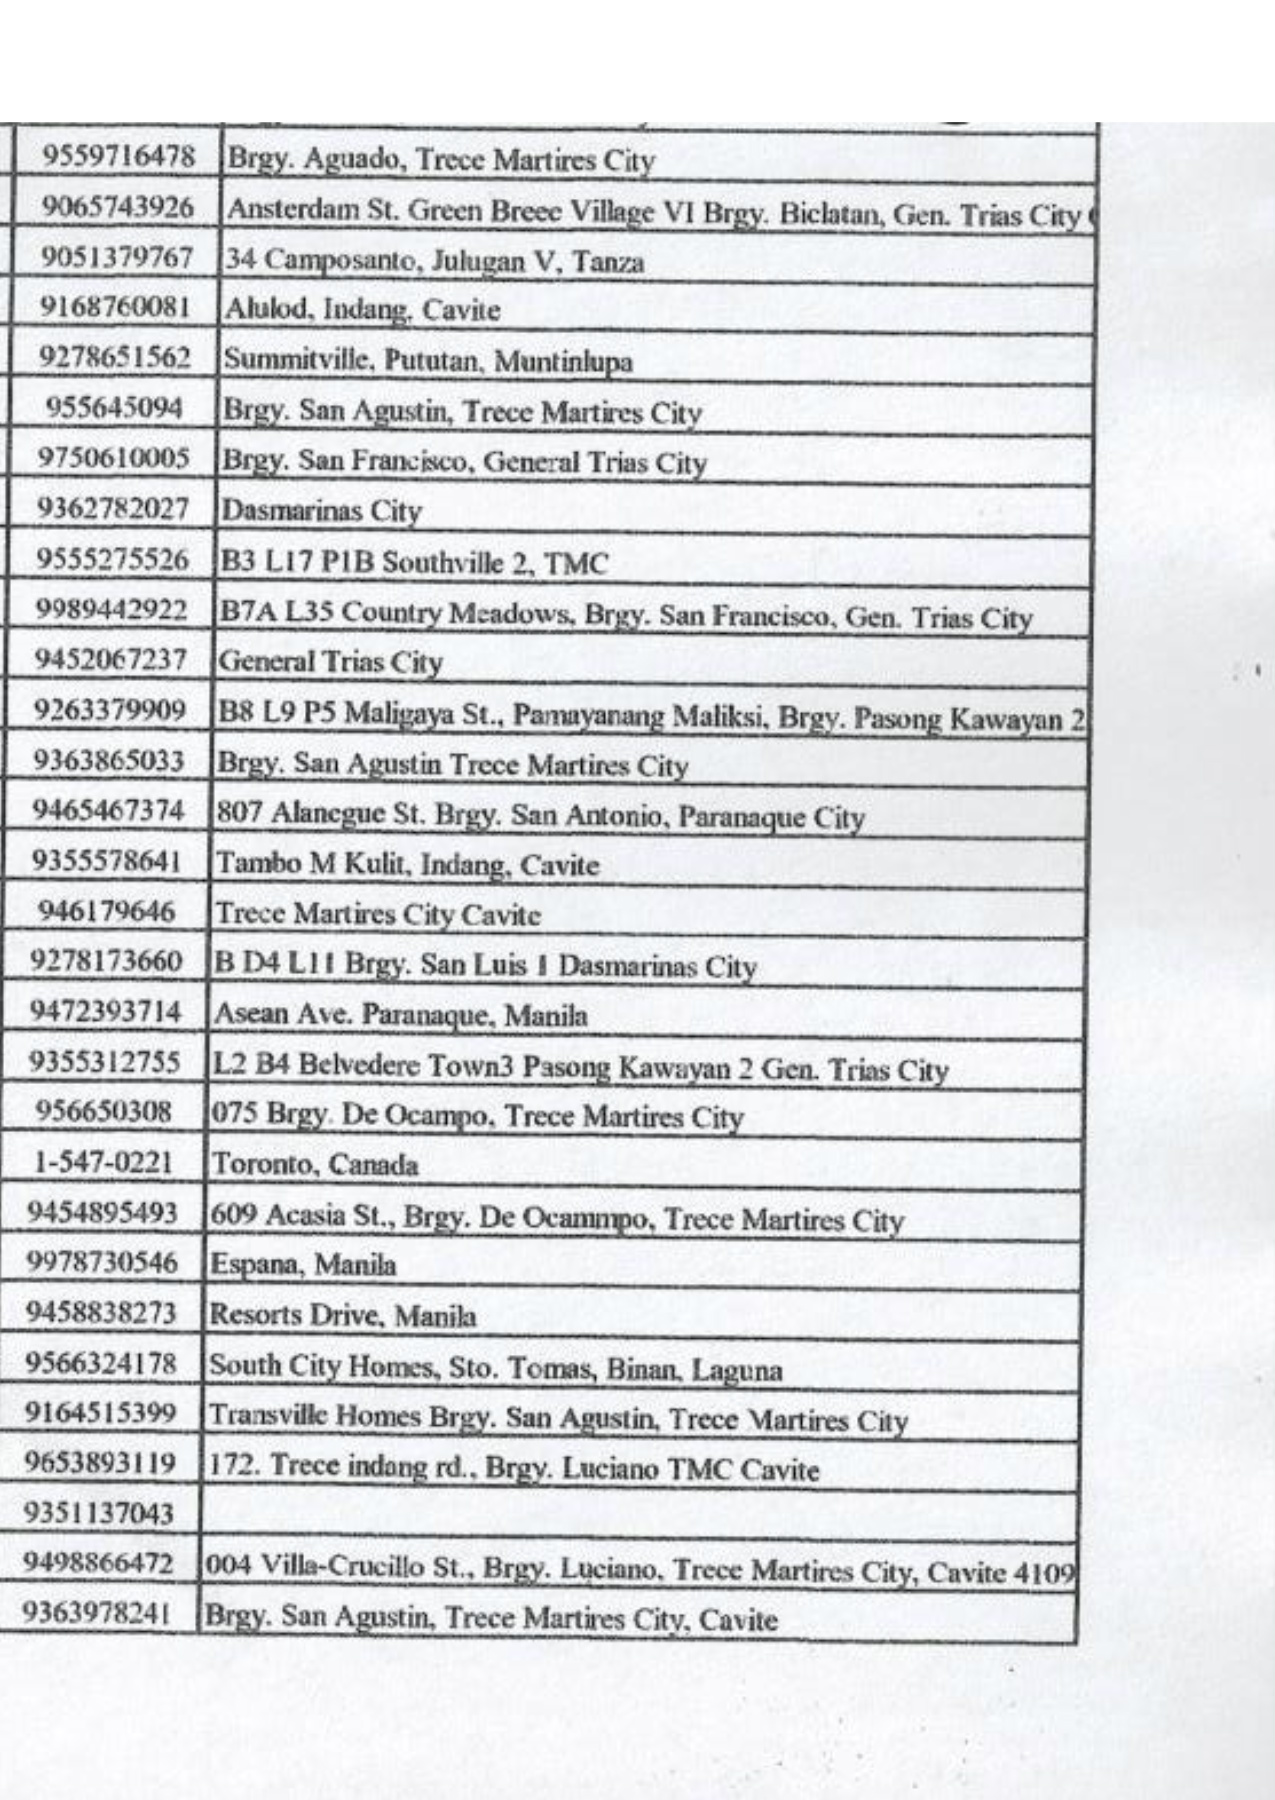 9559716478 Brgy. Aguado, Trece Martires City
9065743926 Ansterdam St. Green Breee Village VI Brgy. Biclatan, Gen. Trias City
9051379767 34 Camposanto, Julugan V, Tanza
9168760081 Alulod, Indang, Cavite
9278651562 Summitville, Pututan, Muntinlupa
955645094 Brgy. San Agustin, Trece Martires City
9750610005 Brgy. San Francisco, General Trias City
9362782027 Dasmarinas City
9555275526 B3 L17 P1B Southville 2, TMC
9989442922 B7A L35 Country Meadows, Brgy. San Francisco, Gen. Trias City
9452067237 General Trias City
9263379909 B8 L9 P5 Maligaya St., Pamayanang Maliksi, Brgy. Pasong Kawayan 2
9363865033 Brgy. San Agustin Trece Martires City
9465467374 807 Alanegue St. Brgy. San Antonio, Paranaque City
9355578641 Tambo M Kulit, Indang, Cavite
946179646 Trece Martires City Cavite
9278173660 B D4 L11 Brgy. San Luis 1 Dasmarinas City
9472393714 Asean Ave. Paranaque, Manila
9355312755 L2 B4 Belvedere Town3 Pasong Kawayan 2 Gen. Trias City
956650308 075 Brgy. De Ocampo, Trece Martires City
1-547-0221 Toronto, Canada
9454895493 609 Acasia St., Brgy. De Ocammpo, Trece Martires City
9978730546 Espana, Manila
9458838273 Resorts Drive, Manila
9566324178 South City Homes, Sto. Tomas, Binan, Laguna
9164515399 Transville Homes Brgy. San Agustin, Trece Martires City
9653893119 172. Trece indang rd., Brgy. Luciano TMC Cavite
9351137043
9498866472 004 Villa-Crucillo St., Brgy. Luciano, Trece Martires City, Cavite 4109
9363978241 Brgy. San Agustin, Trece Martires City, Cavite